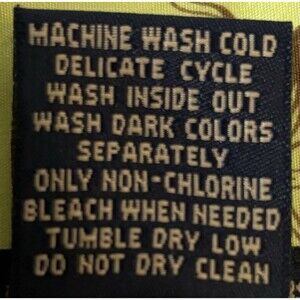 MACHINE WASH COLD
DELICATE CYCLE
WASH INSIDE OUT
WASH DARK COLORS
SEPARATELY
ONLY NON-CHLORINE
BLEACH WHEN NEEDED
TUMBLE DRY LOW
DO NOT DRY CLEAN